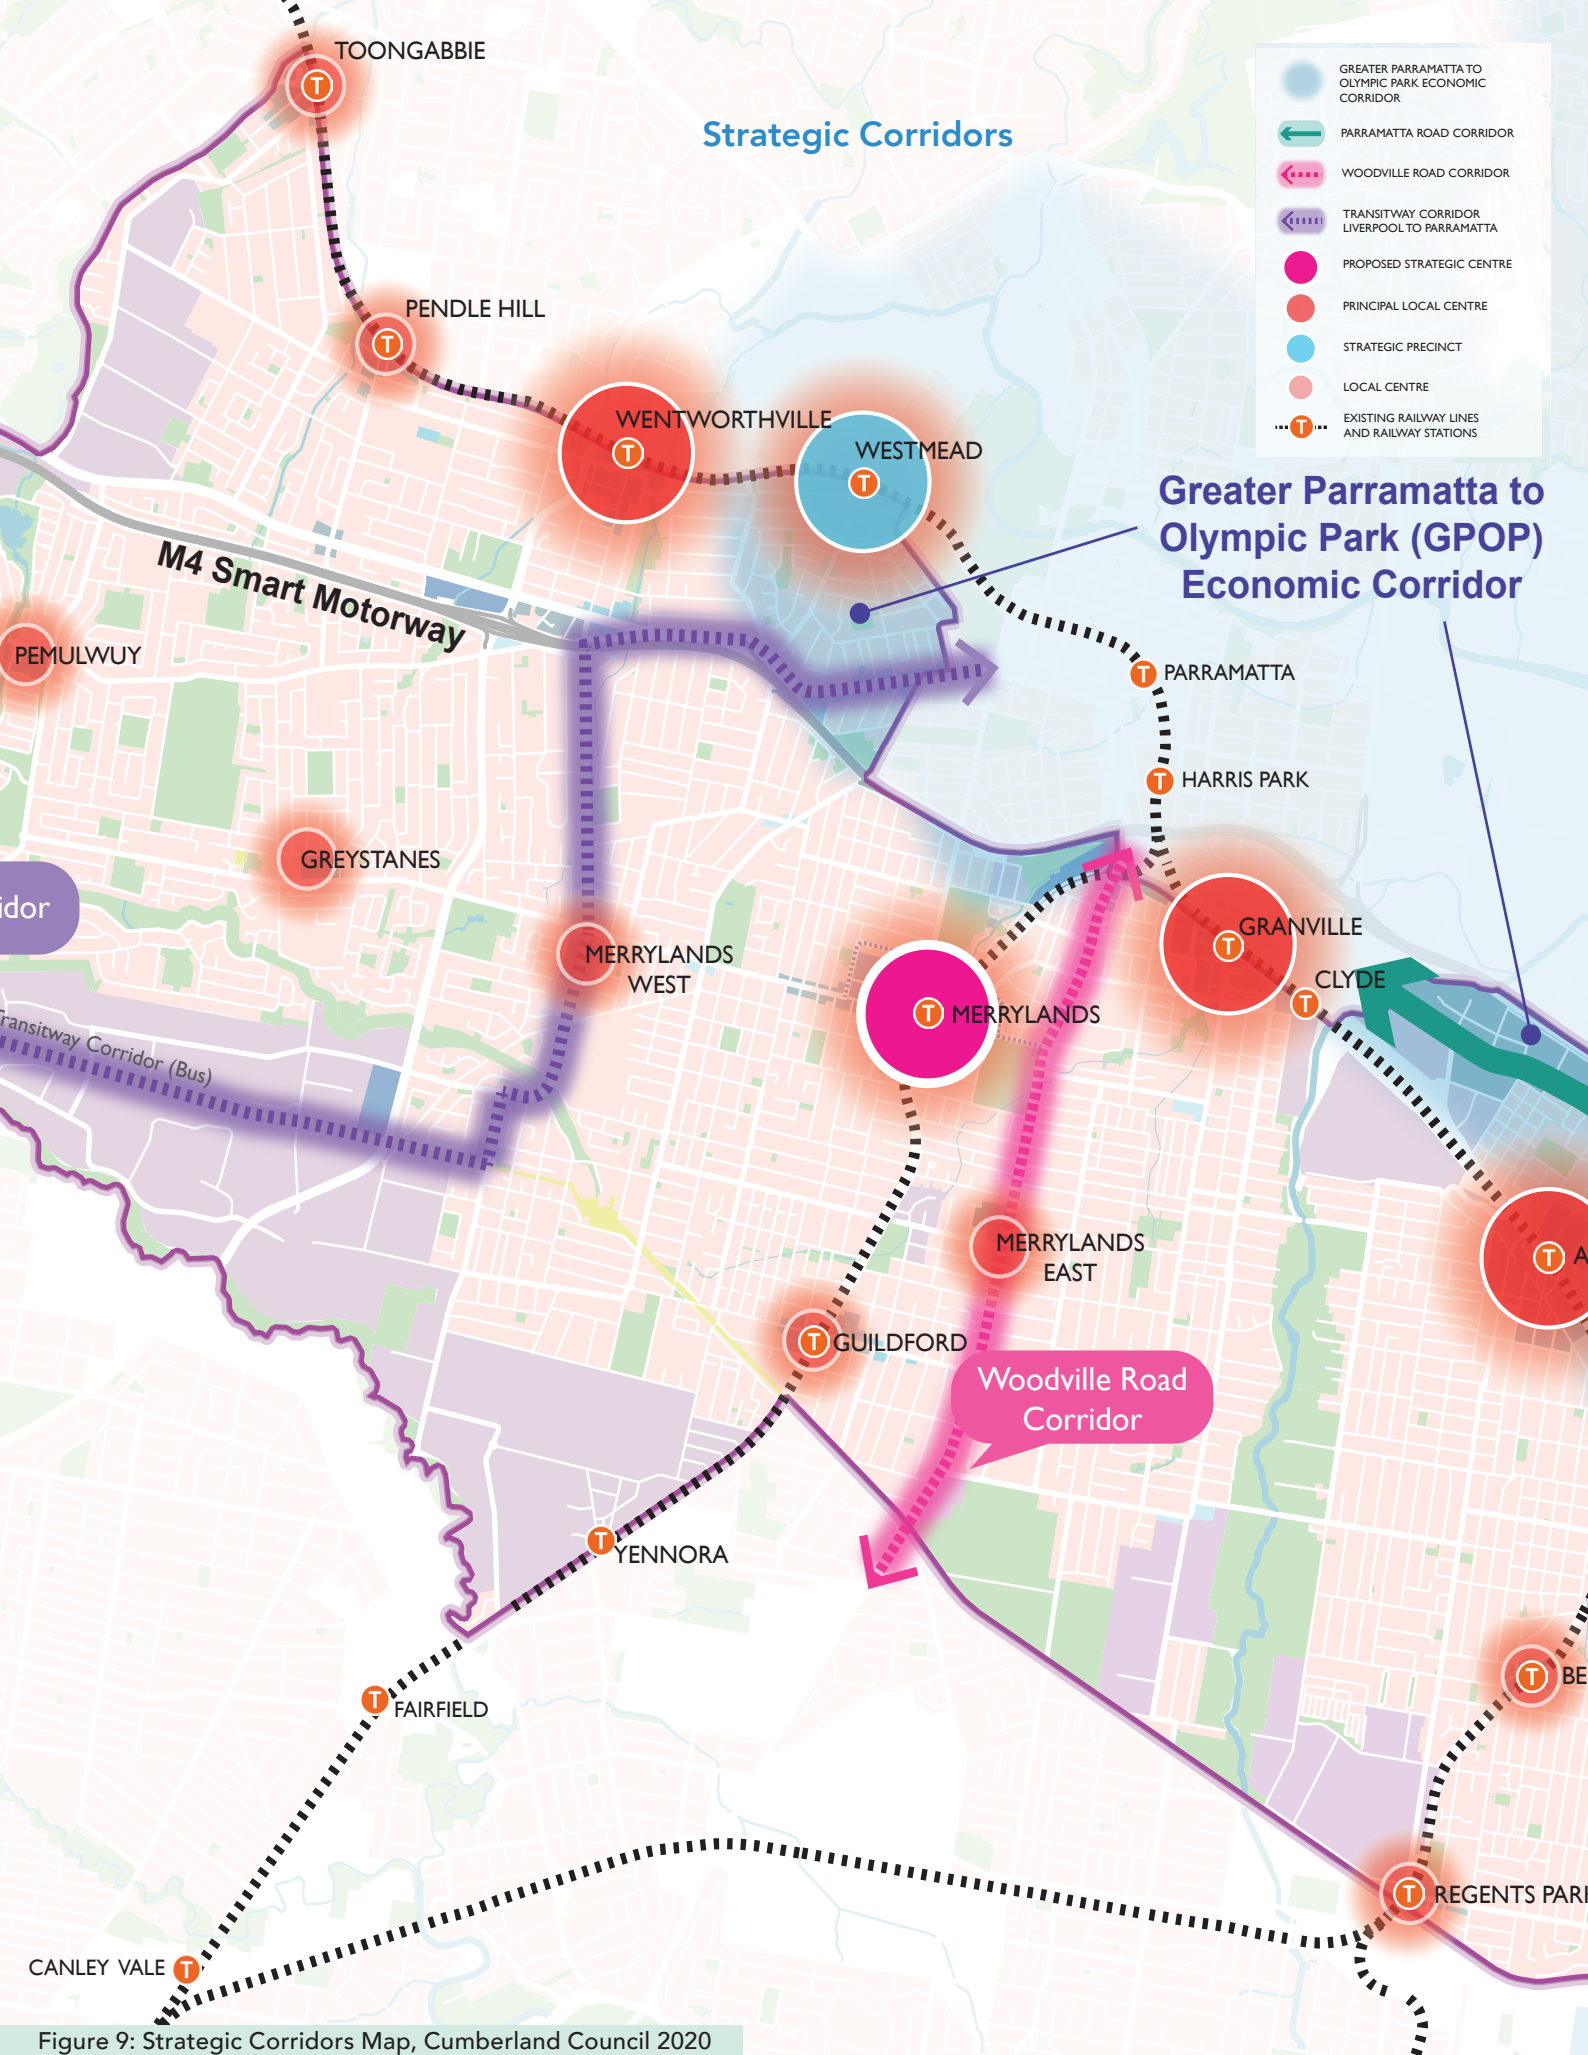 TOONGABBIE
Strategic Corridors
GREATER PARRAMATTA TO
OLYMPIC PARK ECONOMIC
CORRIDOR
PARRAMATTA ROAD CORRIDOR
WOODVILLE ROAD CORRIDOR
TRANSITWAY CORRIDOR
LIVERPOOL TO PARRAMATTA
PROPOSED STRATEGIC CENTRE
PRINCIPAL LOCAL CENTRE
STRATEGIC PRECINCT
LOCAL CENTRE
T
EXISTING RAILWAY LINES
AND RAILWAY STATIONS
T
PENDLE HILL
T
WENTWORTHVILLE
T
WESTMEAD
T
Greater Parramatta to
Olympic Park (GPOP)
Economic Corridor
M4 Smart Motorway
PEMULWUY
T PARRAMATTA
T HARRIS PARK
GREYSTANES
idor
MERRYLANDS
WEST
GRANVILLE
T
CLYDE
T
T MERRYLANDS
Transitway Corridor (Bus)
MERRYLANDS
EAST
T A
T GUILDFORD
Woodville Road
Corridor
T YENNORA
T BE
T FAIRFIELD
T REGENTS PARK
CANLEY VALE T
Figure 9: Strategic Corridors Map, Cumberland Council 2020